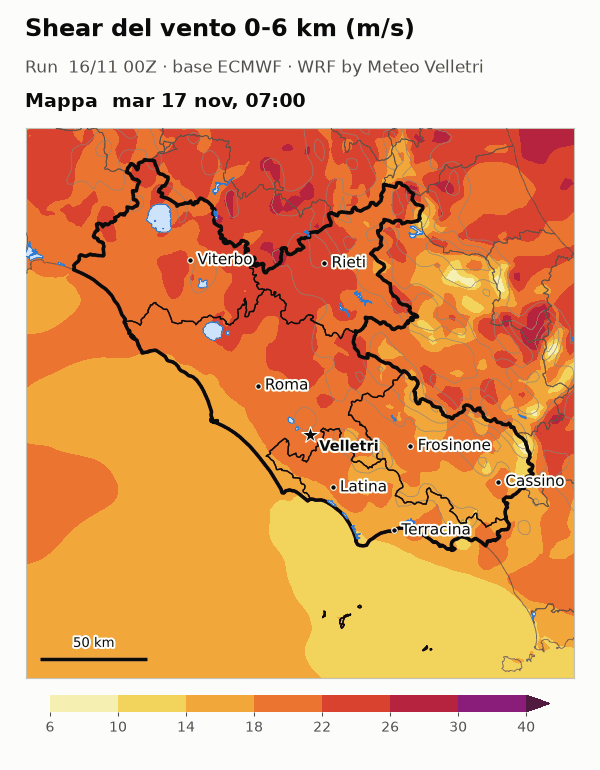 Shear del vento 0-6 km (m/s)
Run  16/11 00Z · base ECMWF · WRF by Meteo Velletri
Mappa  mar 17 nov, 07:00
Viterbo
Rieti
Roma
Velletri
Frosinone
Cassino
Latina
Terracina
50 km
6 10 14 18 22 26 30 40